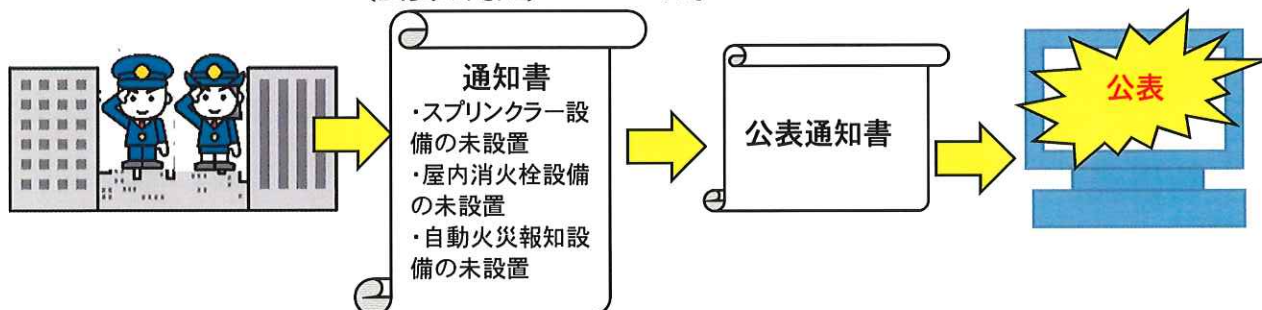 通知書
・スプリンクラー設
備の未設置
・屋内消火栓設備
の未設置
・自動火災報知設
備の未設置
公表通知書
公表